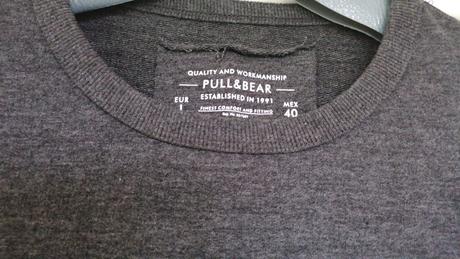 QUALITY AND WORKMANSHIP
PULL&BEAR
ESTABLISHED IN 1991
EUR MEX
I 40
FINEST COMFORT AND FITTING